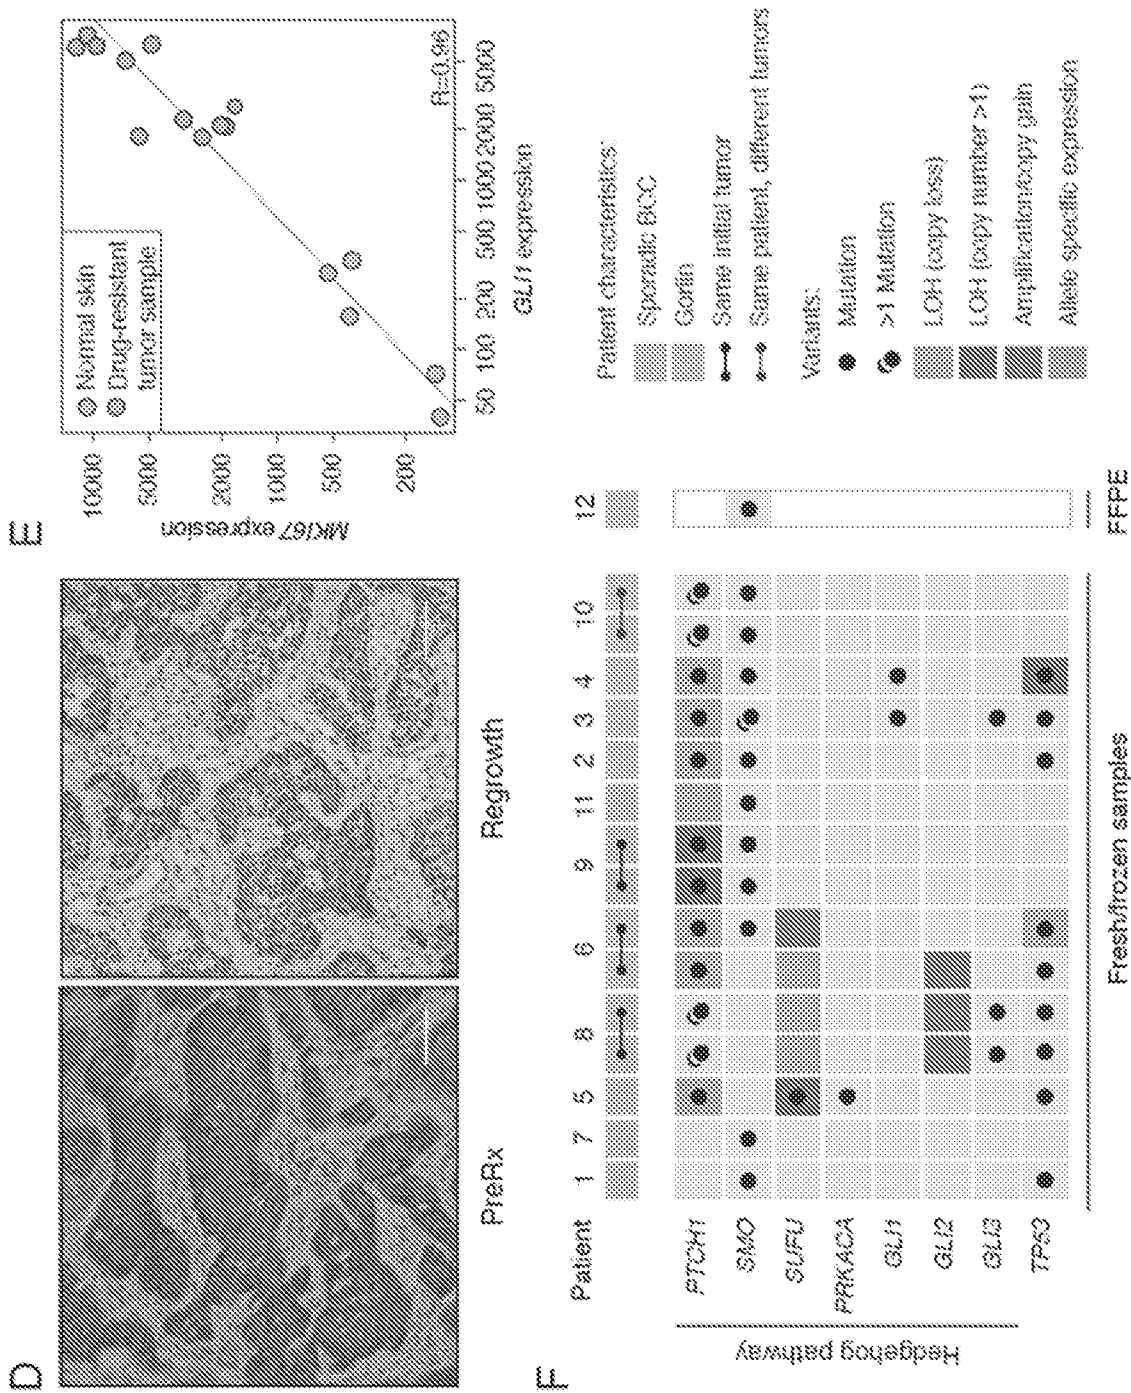 D
PreRx
Regrowth
E
MKI67 expression
10000
5000
2000
1000
500
200
Normal skin
Drug-resistant
tumor sample
R=0.96
50 100 200 500 1000 2000 5000
GLI1 expression
F
Patient 1 7 5 8 6 9 11 2 3 4 10 12
Hedgehog pathway
PTCH1
SMO
SUFU
PRKACA
GLI1
GLI2
GLI3
TP53
Fresh/frozen samples
FFPE
Patient characteristics:
Sporadic BCC
Gorlin
Same initial tumor
Same patient, different tumors
Variants:
Mutation
>1 Mutation
LOH (copy loss)
LOH (copy number >1)
Amplification/copy gain
Allele specific expression